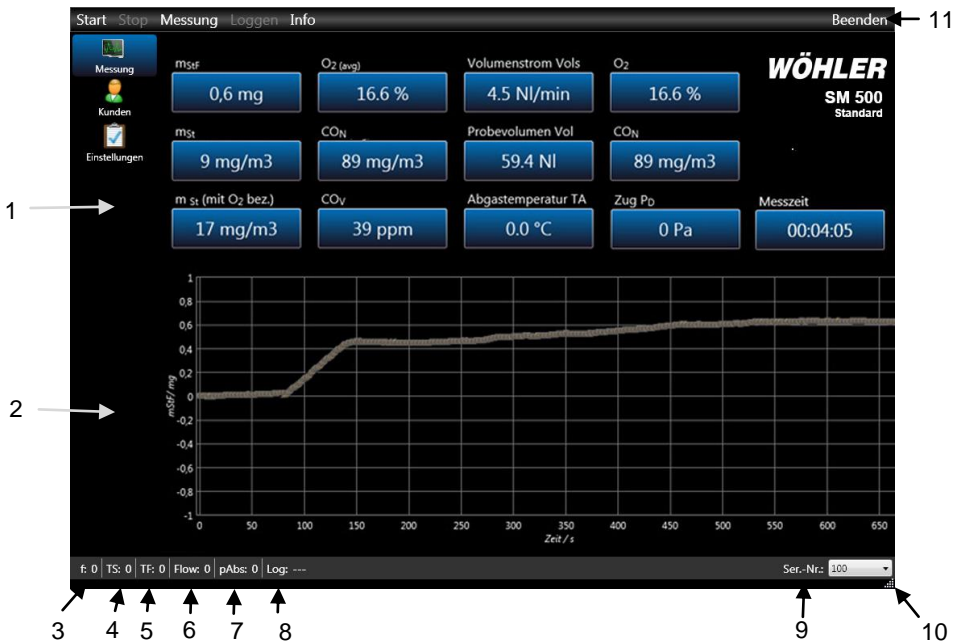 Start Stop Messung Loggen Info Beenden
11
Messung
Kunden
Einstellungen
WÖHLER
SM 500
Standard
mStF O2 (avg) Volumenstrom Vols O2
0,6 mg 16.6 % 4.5 Nl/min 16.6 %
mSt CON Probevolumen Vol CON
9 mg/m3 89 mg/m3 59.4 Nl 89 mg/m3
m St (mit O2 bez.) COV Abgastemperatur TA Zug PD Messzeit
17 mg/m3 39 ppm 0.0 °C 0 Pa 00:04:05
1
2
mStF/ mg
1
0,8
0,6
0,4
0,2
0
-0,2
-0,4
-0,6
-0,8
-1
0 50 100 150 200 250 300 350 400 450 500 550 600 650
Zeit / s
f: 0 TS: 0 TF: 0 Flow: 0 pAbs: 0 Log: --- Ser.-Nr.: 100
3 4 5 6 7 8 9 10